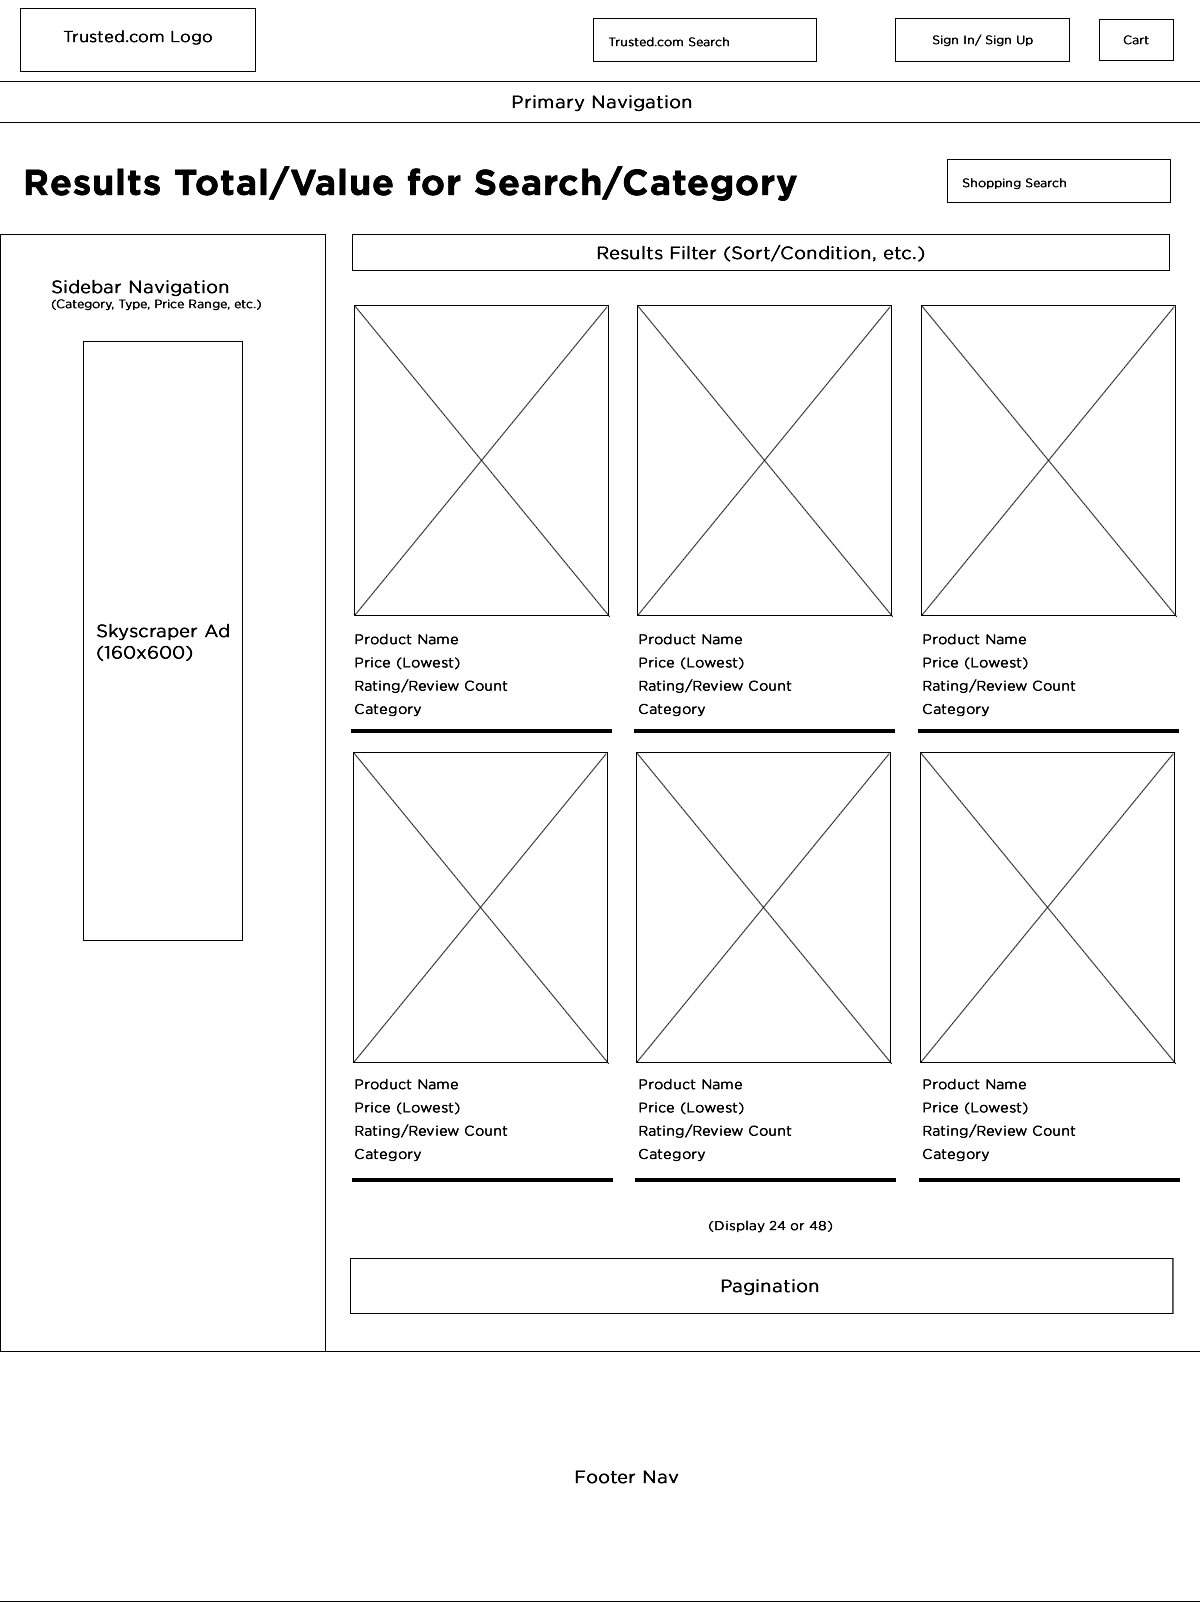 Trusted.com Logo
Trusted.com Search
Sign In/ Sign Up
Cart
Primary Navigation
Results Total/Value for Search/Category
Shopping Search
Sidebar Navigation
(Category, Type, Price Range, etc.)
Skyscraper Ad
(160x600)
Results Filter (Sort/Condition, etc.)
Product Name
Price (Lowest)
Rating/Review Count
Category
Product Name
Price (Lowest)
Rating/Review Count
Category
Product Name
Price (Lowest)
Rating/Review Count
Category
Product Name
Price (Lowest)
Rating/Review Count
Category
Product Name
Price (Lowest)
Rating/Review Count
Category
Product Name
Price (Lowest)
Rating/Review Count
Category
(Display 24 or 48)
Pagination
Footer Nav